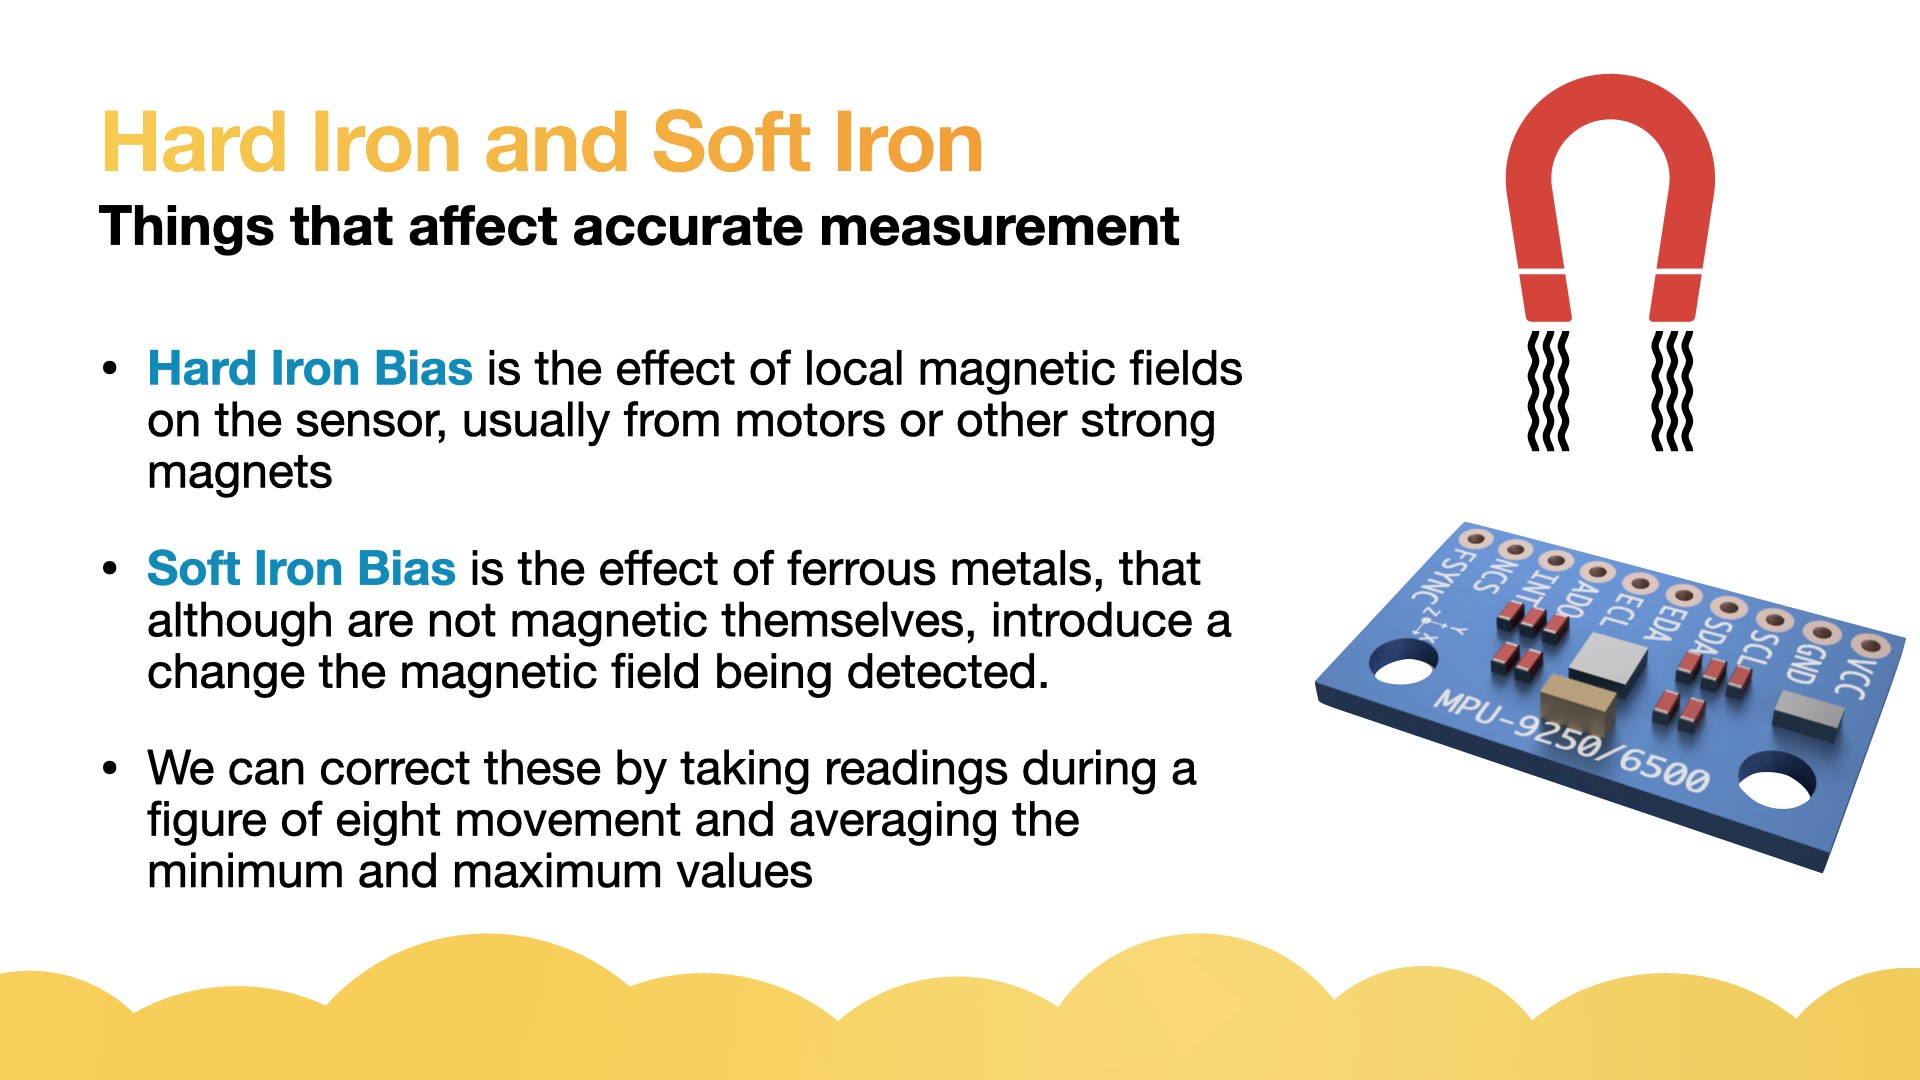 Hard Iron and Soft Iron
Things that affect accurate measurement
• Hard Iron Bias is the effect of local magnetic fields
on the sensor, usually from motors or other strong
magnets
• Soft Iron Bias is the effect of ferrous metals, that
although are not magnetic themselves, introduce a
change the magnetic field being detected.
• We can correct these by taking readings during a
figure of eight movement and averaging the
minimum and maximum values
FSYNC
NCS
INT
ADO
ECL
EDA
SDA
SCL
GND
VCC
Z
Y
X
MPU-9250/6500